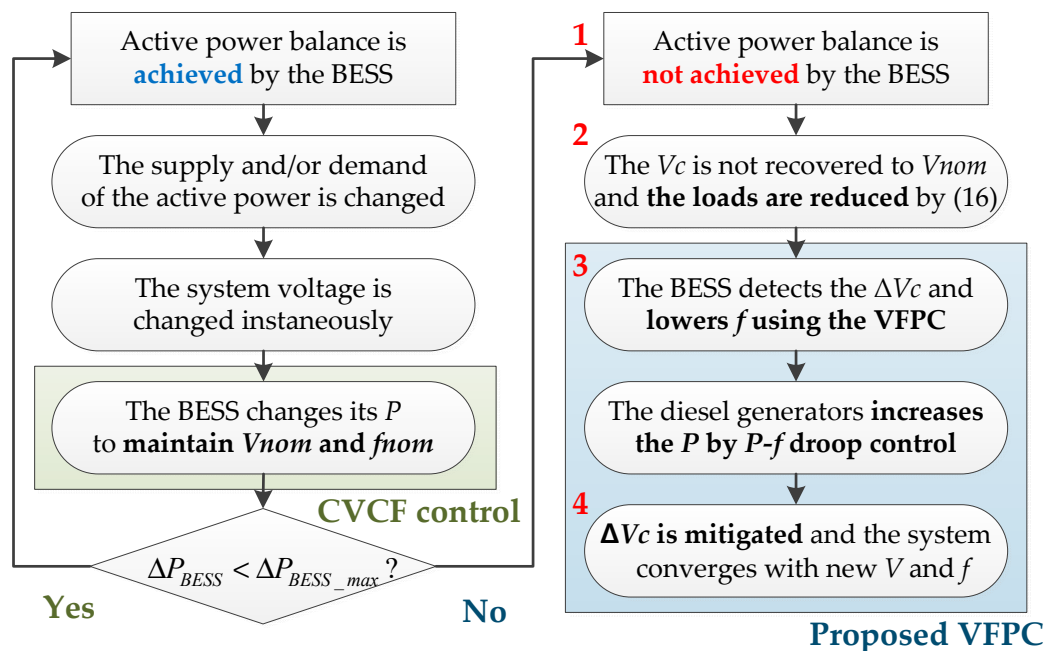 Active power balance is
achieved by the BESS
The supply and/or demand
of the active power is changed
The system voltage is
changed instaneously
The BESS changes its P
to maintain Vnom and fnom
CVCF control
ΔP_BESS < ΔP_BESS_max ?
Yes
No
1
Active power balance is
not achieved by the BESS
2
The Vc is not recovered to Vnom
and the loads are reduced by (16)
3
The BESS detects the ΔVc and
lowers f using the VFPC
The diesel generators increases
the P by P-f droop control
4
ΔVc is mitigated and the system
converges with new V and f
Proposed VFPC